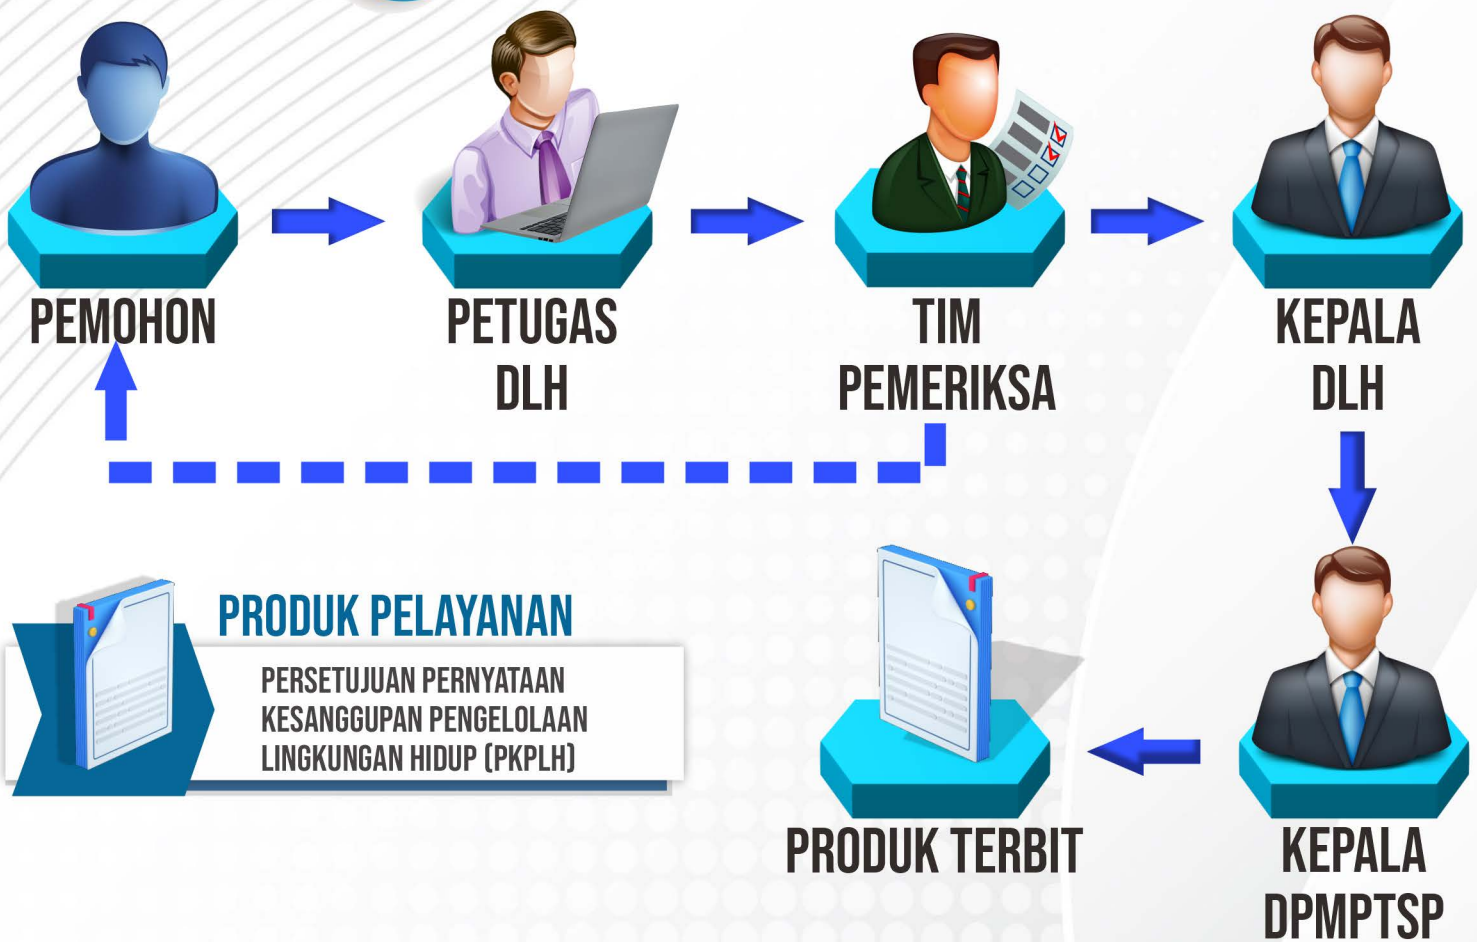 PEMOHON
PETUGAS
DLH
TIM
PEMERIKSA
KEPALA
DLH
PRODUK PELAYANAN
PERSETUJUAN PERNYATAAN
KESANGGUPAN PENGELOLAAN
LINGKUNGAN HIDUP (PKPLH)
PRODUK TERBIT
KEPALA
DPMPTSP